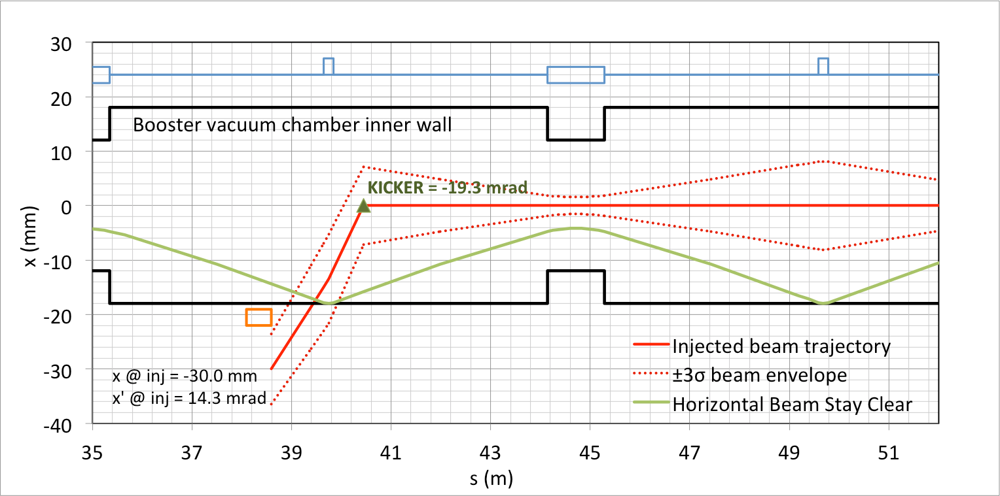 30
20
10
0
-10
-20
-30
-40
x (mm)
Booster vacuum chamber inner wall
KICKER = -19.3 mrad
x @ inj = -30.0 mm
x' @ inj = 14.3 mrad
Injected beam trajectory
±3σ beam envelope
Horizontal Beam Stay Clear
35 37 39 41 43 45 47 49 51
s (m)